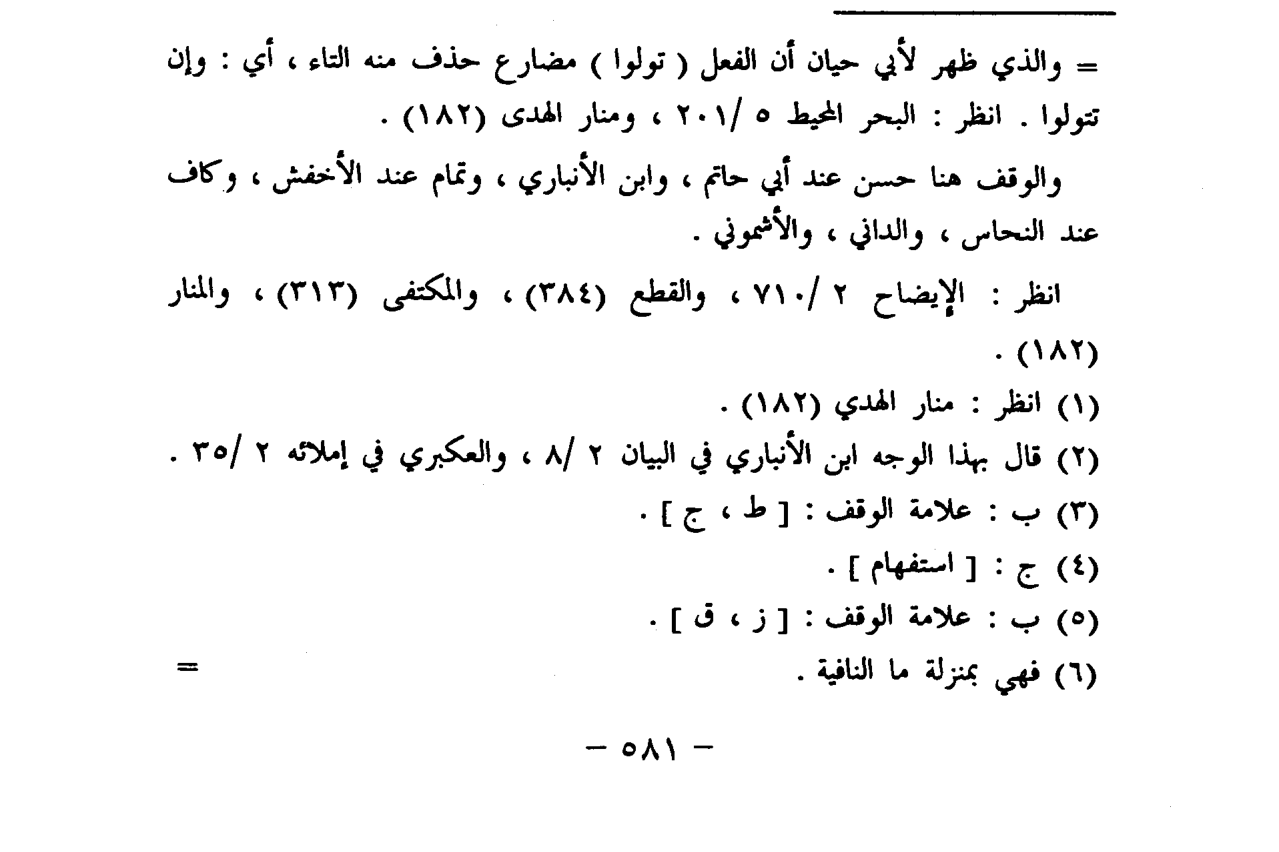 = والذي ظهر لأبي حيان أن الفعل ( تولوا ) مضارع حذف منه التاء ، أي : وإن
تتولوا . انظر : البحر المحيط ٥ /٢٠١ ، ومنار الهدى (١٨٢) .
والوقف هنا حسن عند أبي حاتم ، وابن الأنباري ، وتمام عند الأخفش ، وكاف
عند النحاس ، والداني ، والأشموني .
انظر : الإيضاح ٢ /٧١٠ ، والقطع (٣٨٤) ، والمكتفى (٣١٣) ، والمنار
(١٨٢) .
(١) انظر : منار الهدي (١٨٢) .
(٢) قال بهذا الوجه ابن الأنباري في البيان ٢ /٨ ، والعكبري في إملائه ٢ /٣٥ .
(٣) ب : علامة الوقف : [ ط ، ج ] .
(٤) ج : [ استفهام ] .
(٥) ب : علامة الوقف : [ ز ، ق ] .
(٦) فهي بمنزلة ما النافية . =
– ٥٨١ –